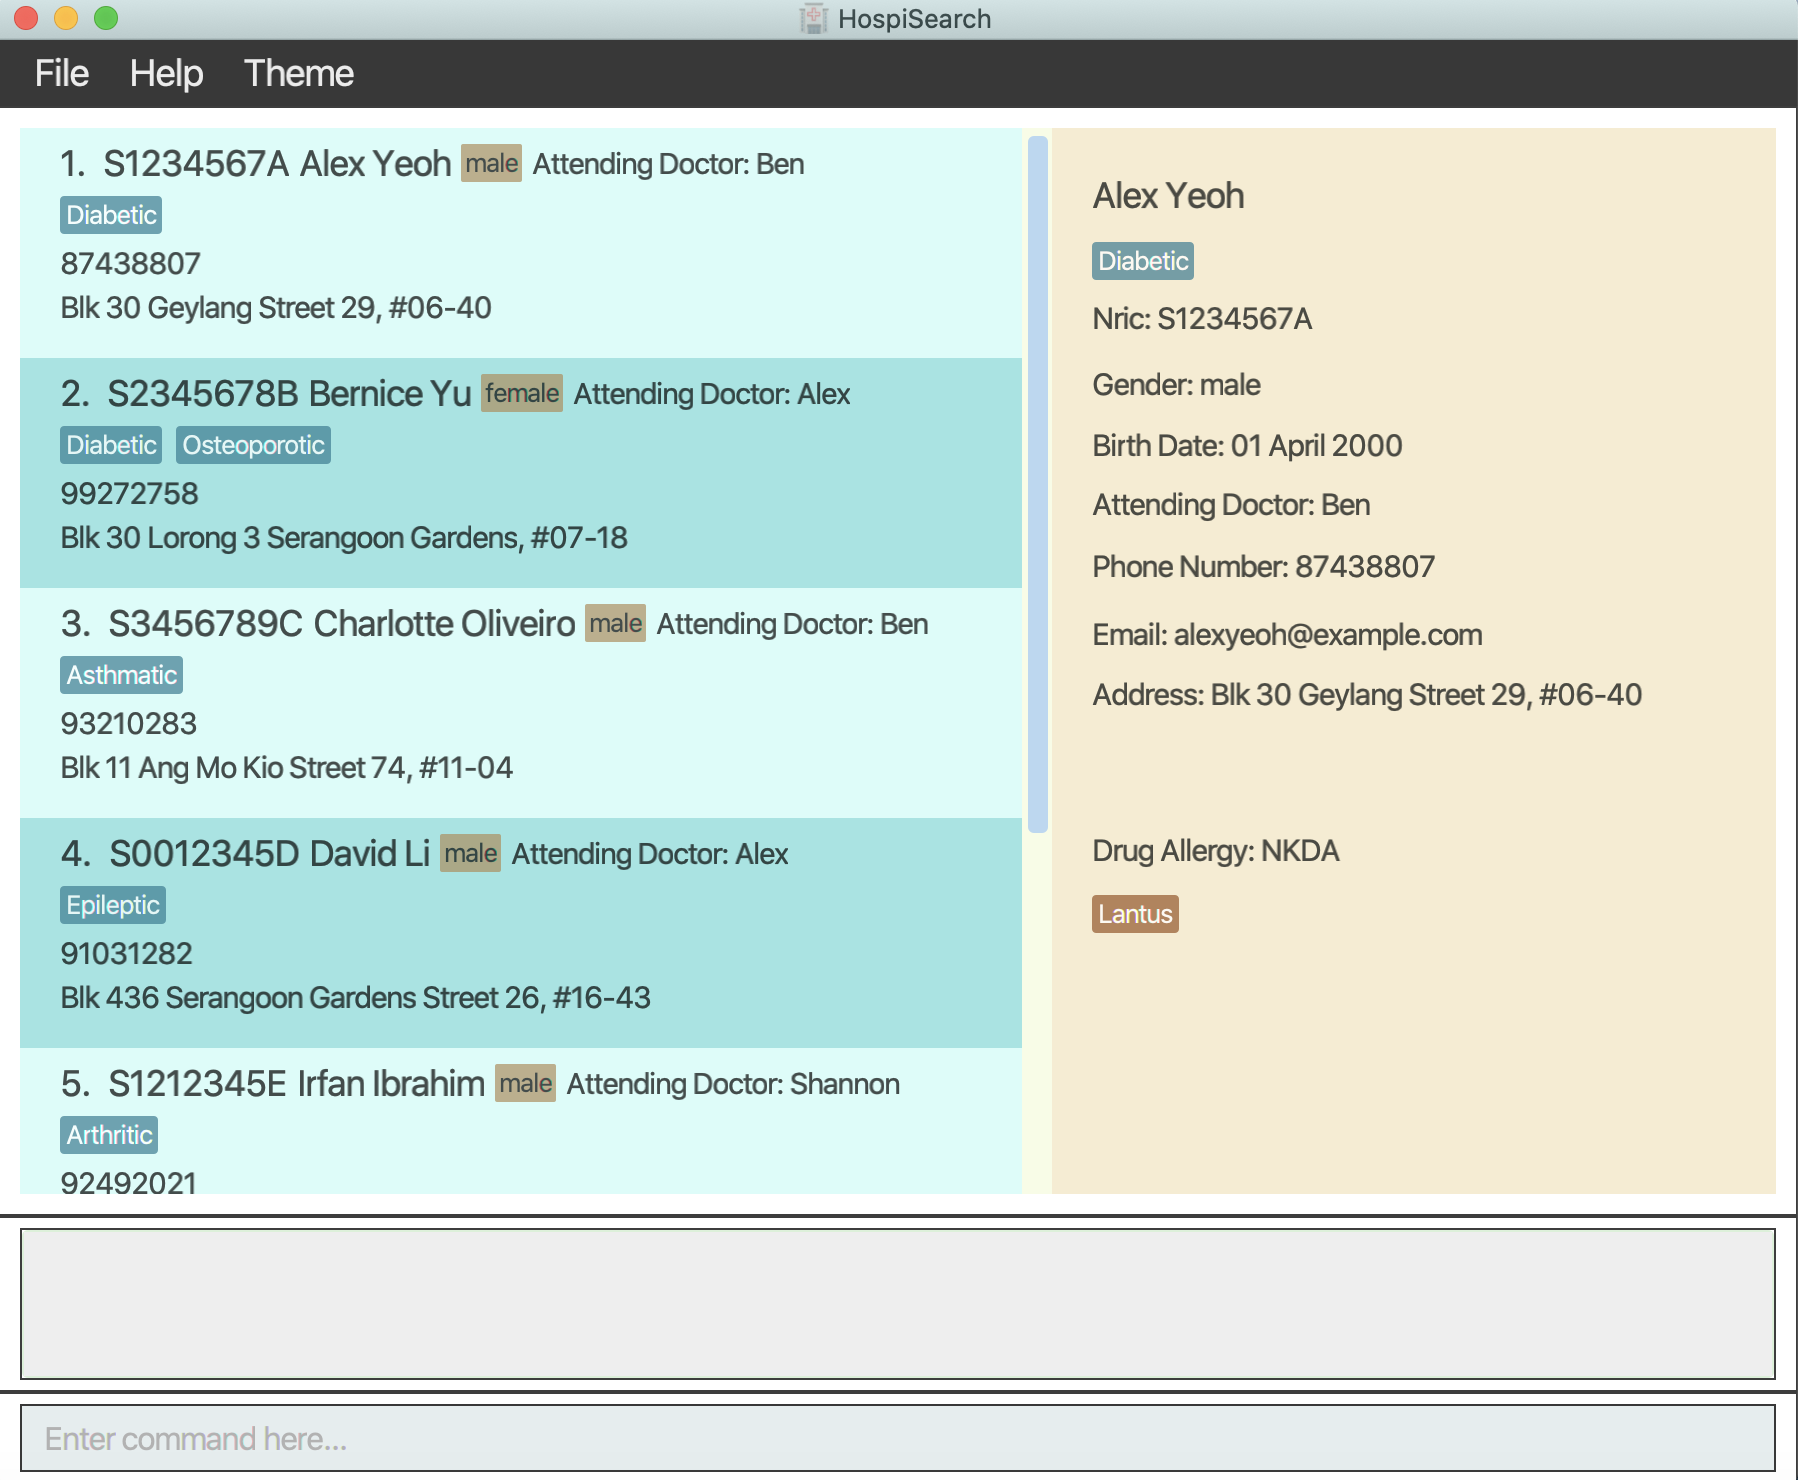 HospiSearch
File Help Theme
1. S1234567A Alex Yeoh male Attending Doctor: Ben
Diabetic
87438807
Blk 30 Geylang Street 29, #06-40
2. S2345678B Bernice Yu female Attending Doctor: Alex
Diabetic Osteoporotic
99272758
Blk 30 Lorong 3 Serangoon Gardens, #07-18
3. S3456789C Charlotte Oliveiro male Attending Doctor: Ben
Asthmatic
93210283
Blk 11 Ang Mo Kio Street 74, #11-04
4. S0012345D David Li male Attending Doctor: Alex
Epileptic
91031282
Blk 436 Serangoon Gardens Street 26, #16-43
5. S1212345E Irfan Ibrahim male Attending Doctor: Shannon
Arthritic
92492021
Alex Yeoh
Diabetic
Nric: S1234567A
Gender: male
Birth Date: 01 April 2000
Attending Doctor: Ben
Phone Number: 87438807
Email: alexyeoh@example.com
Address: Blk 30 Geylang Street 29, #06-40
Drug Allergy: NKDA
Lantus
Enter command here...